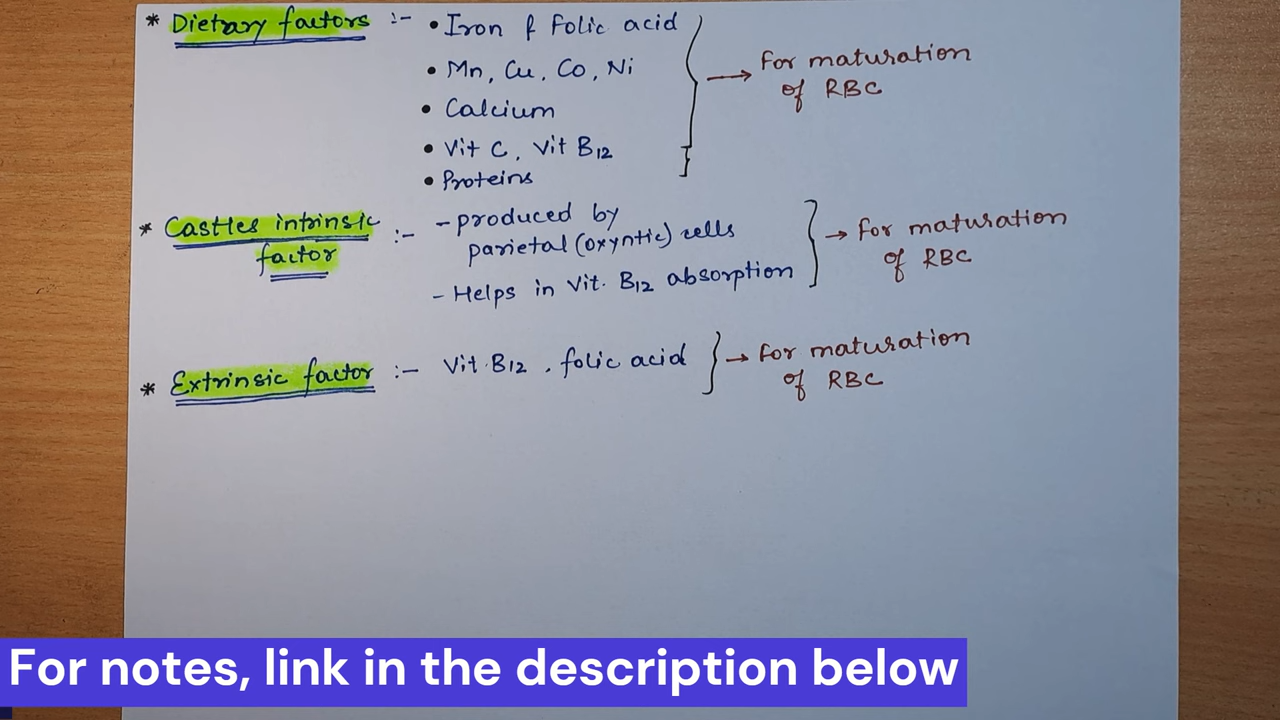 * Dietary factors :- • Iron & Folic acid
• Mn, Cu, Co, Ni
• Calcium
• Vit C, Vit B12
• Proteins
→ for maturation
of RBC
* Castles intrinsic
factor :- - produced by
parietal (oxyntic) cells
- Helps in Vit. B12 absorption
→ for maturation
of RBC
* Extrinsic factor :- Vit. B12, folic acid → for maturation
of RBC
For notes, link in the description below